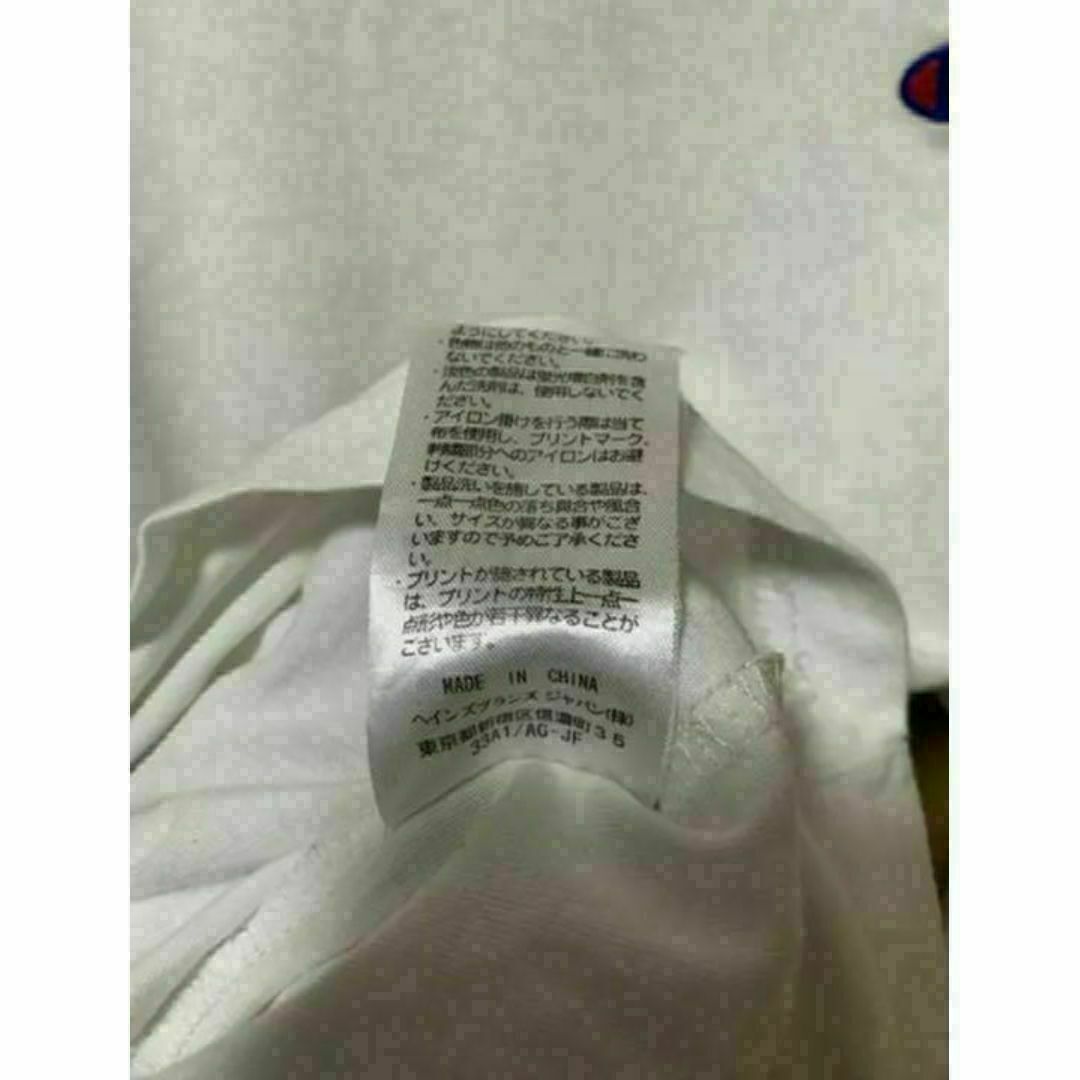 ようにしてください。
・色物は他のものと一緒に洗わ
ないでください。
・淡色の製品は蛍光増白剤を含
んだ洗剤は、使用しないでく
ださい。
・アイロン掛けを行う際は当て
布を使用し、プリントマーク、
刺繍部分へのアイロンはお避
けください。
・製品洗いを施している製品は、
一点一点色の落ち具合や風合
い、サイズが異なる事がござ
いますので予めご了承くださ
い。
・プリントが施されている製品
は、プリントの特性上一点一
点形や色が若干異なることが
ございます。
MADE IN CHINA
ヘインズブランズ ジャパン(株)
東京都新宿区信濃町35
33A1/AG-JF